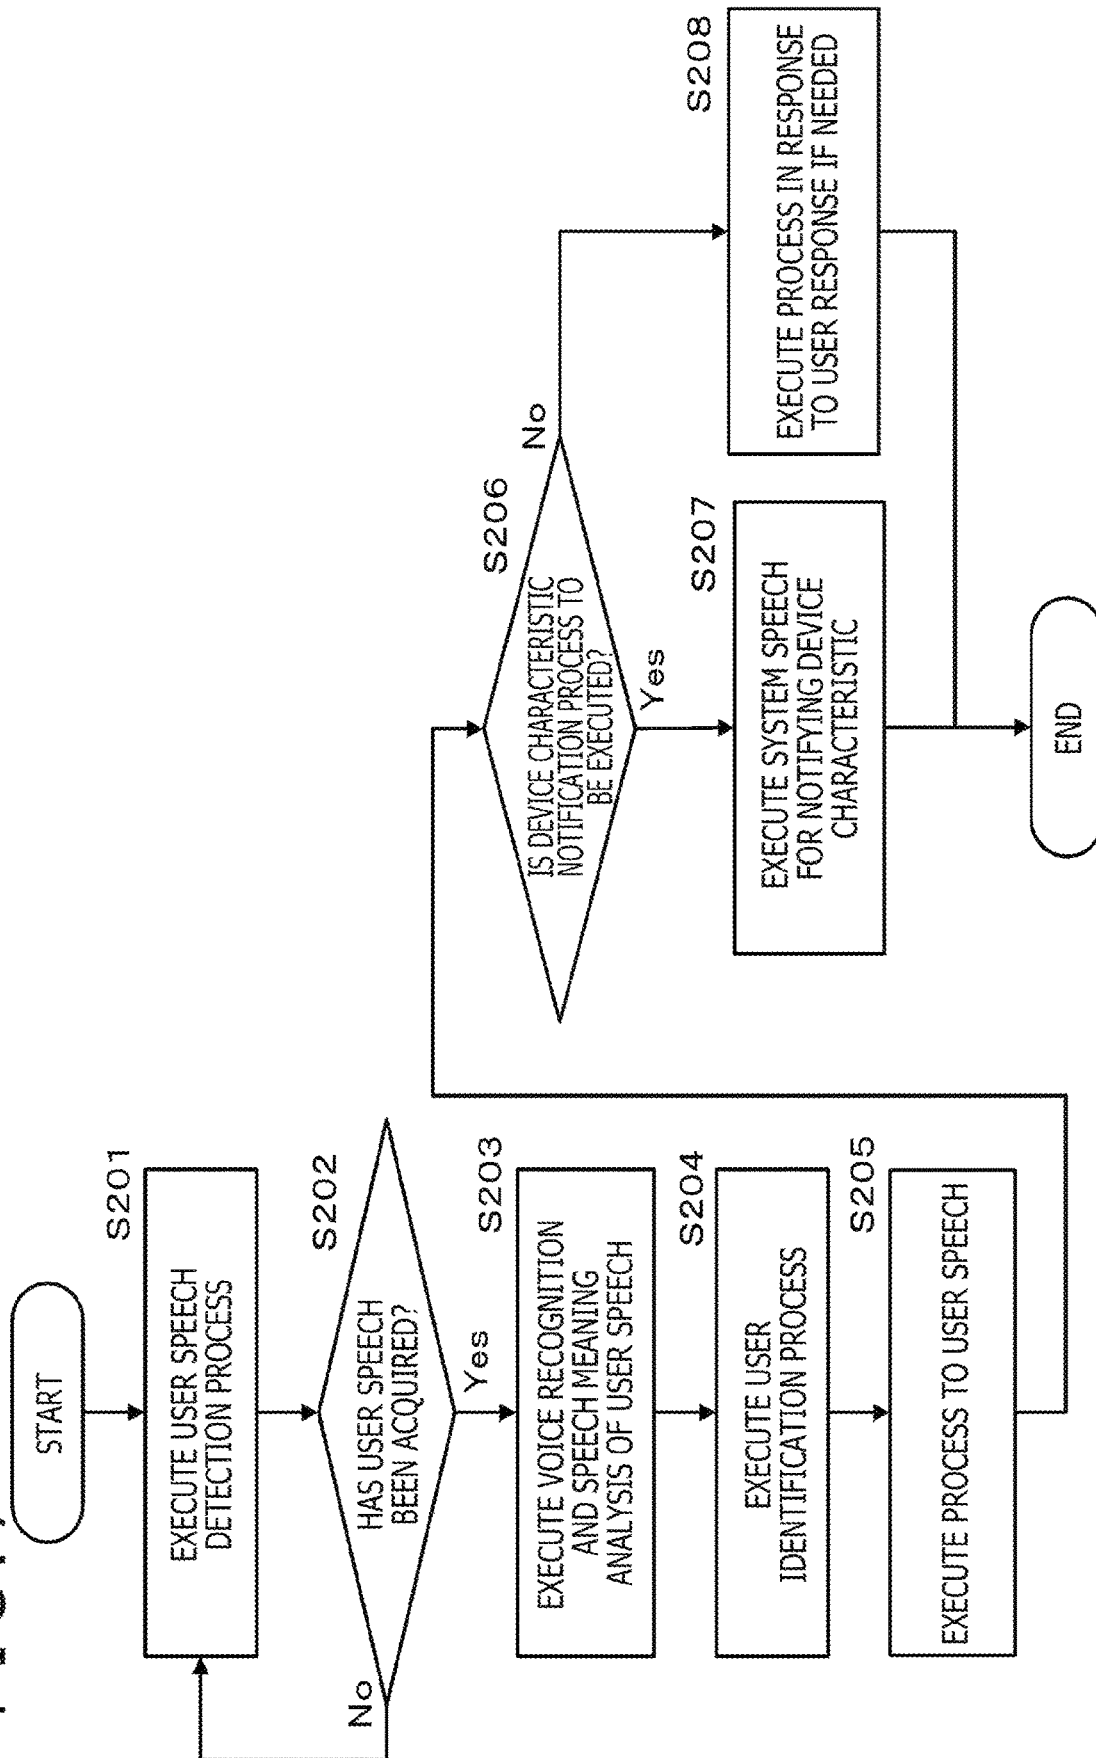 START
S201
EXECUTE USER SPEECH
DETECTION PROCESS
S202
HAS USER SPEECH
BEEN ACQUIRED?
No
Yes
S203
EXECUTE VOICE RECOGNITION
AND SPEECH MEANING
ANALYSIS OF USER SPEECH
S204
EXECUTE USER
IDENTIFICATION PROCESS
S205
EXECUTE PROCESS TO USER SPEECH
S206
IS DEVICE CHARACTERISTIC
NOTIFICATION PROCESS TO
BE EXECUTED?
No
Yes
S207
EXECUTE SYSTEM SPEECH
FOR NOTIFYING DEVICE
CHARACTERISTIC
S208
EXECUTE PROCESS IN RESPONSE
TO USER RESPONSE IF NEEDED
END